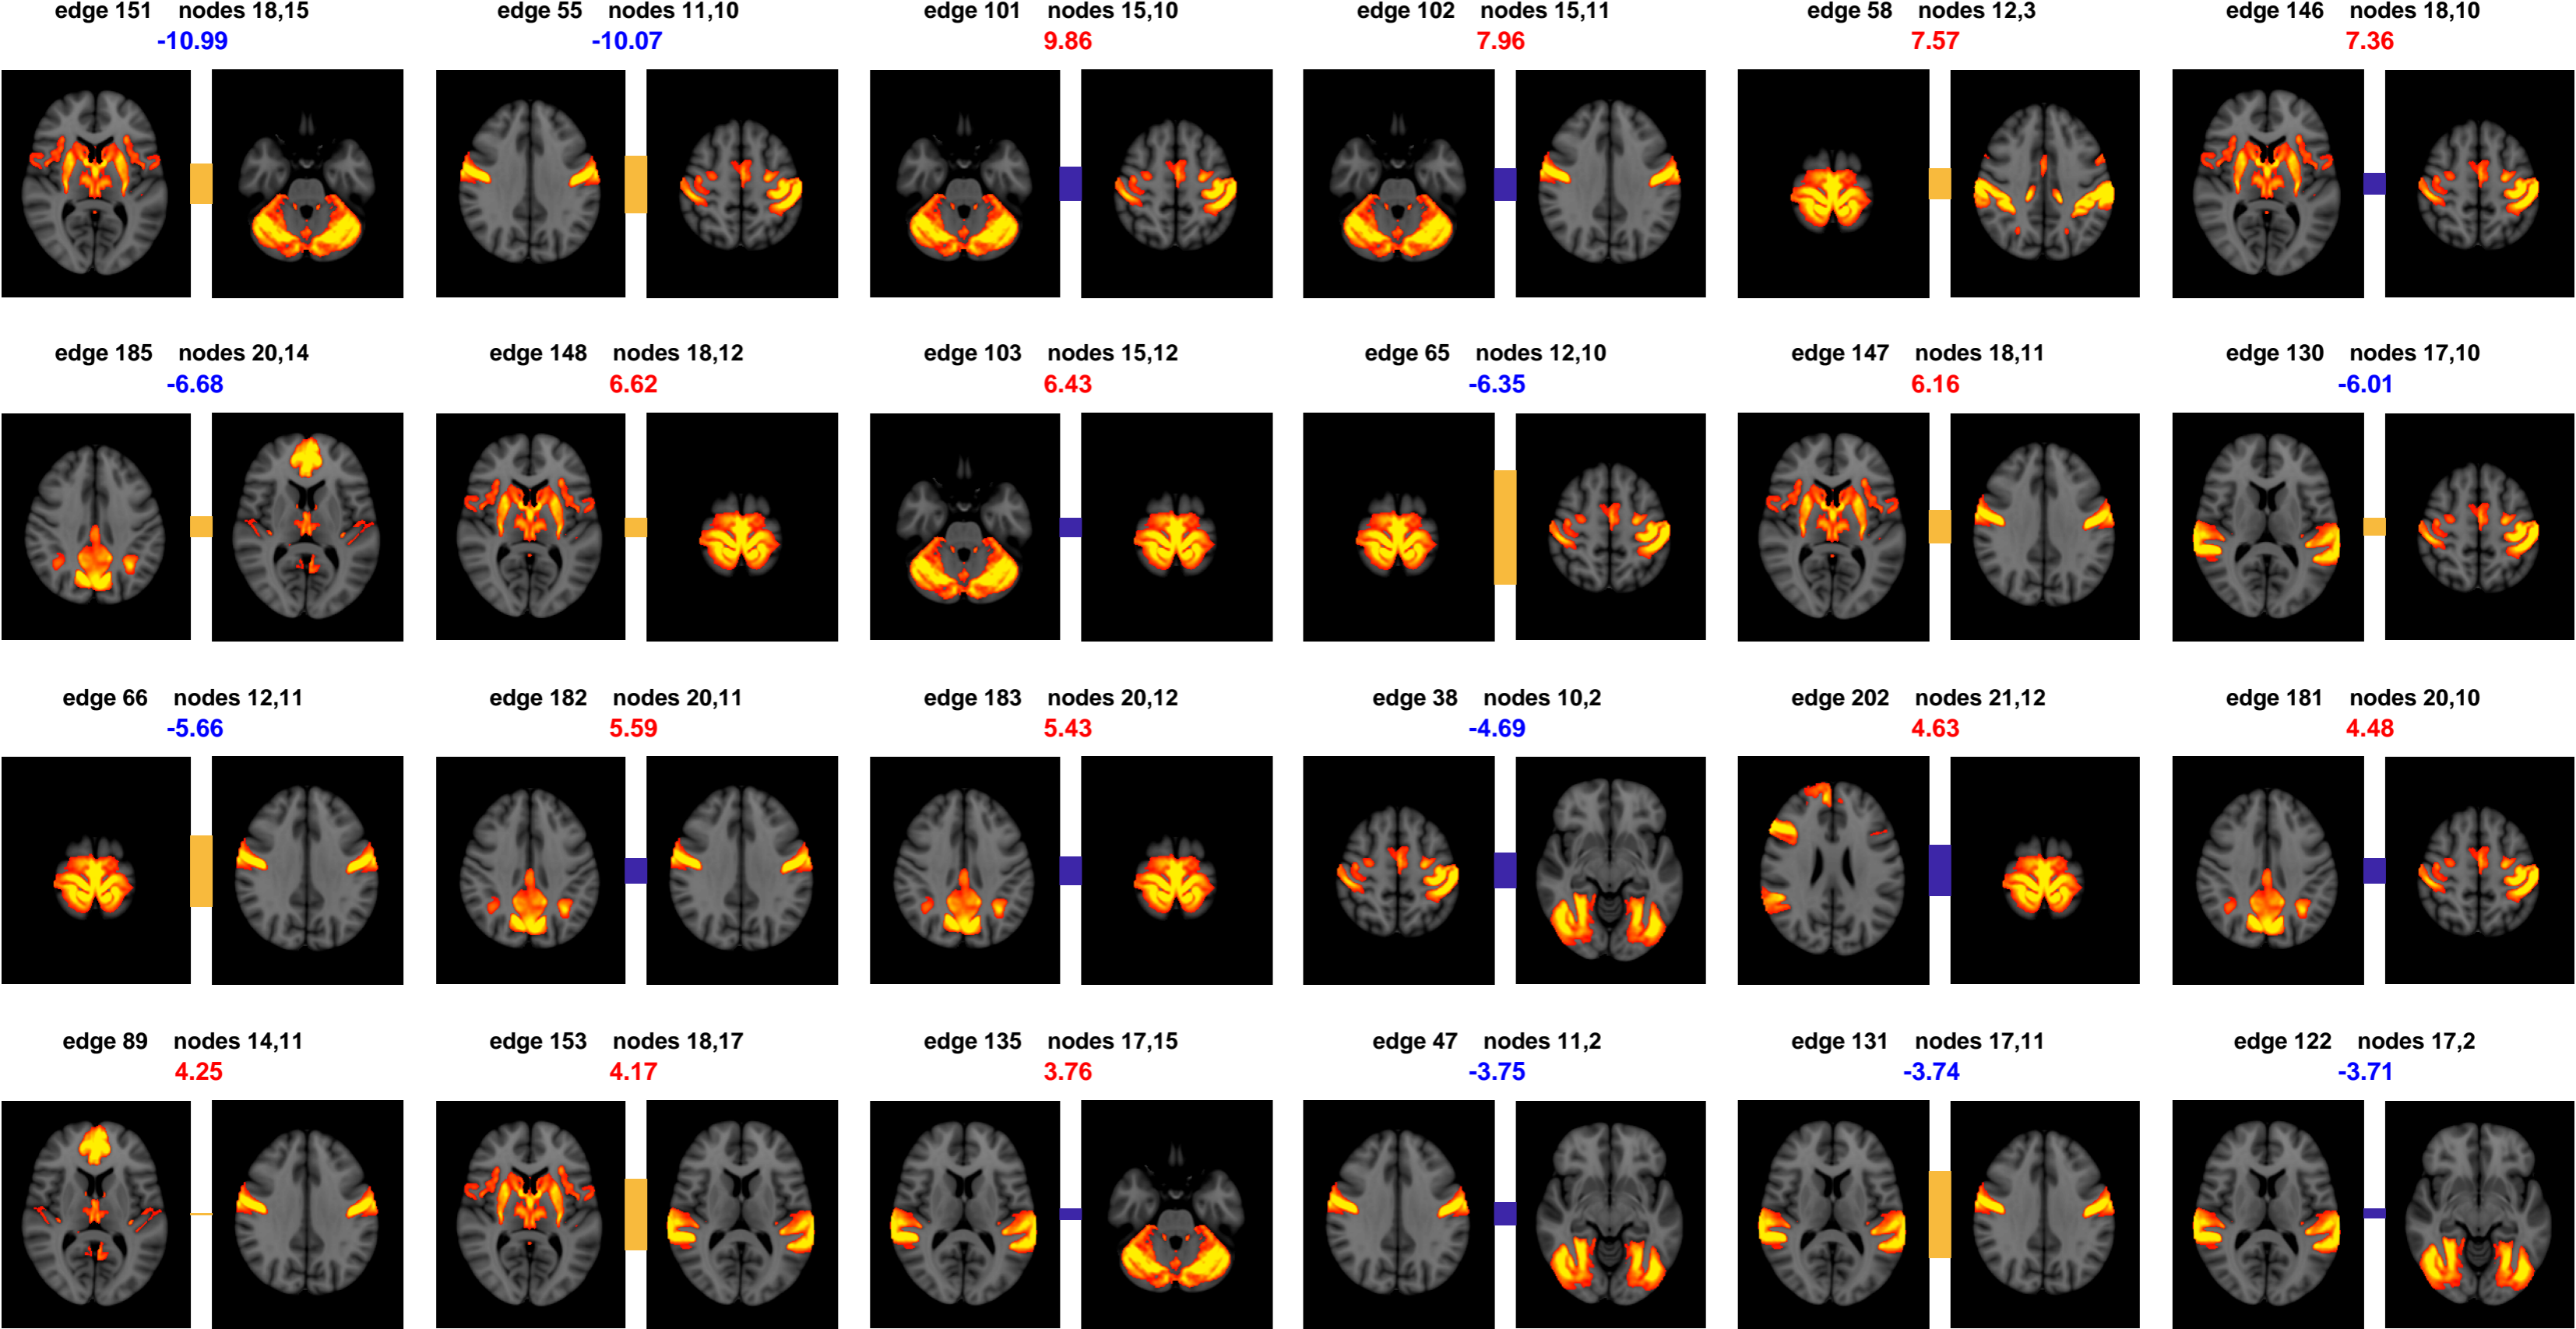 edge 151 nodes 18,15
-10.99
edge 55 nodes 11,10
-10.07
edge 101 nodes 15,10
9.86
edge 102 nodes 15,11
7.96
edge 58 nodes 12,3
7.57
edge 146 nodes 18,10
7.36
edge 185 nodes 20,14
-6.68
edge 148 nodes 18,12
6.62
edge 103 nodes 15,12
6.43
edge 65 nodes 12,10
-6.35
edge 147 nodes 18,11
6.16
edge 130 nodes 17,10
-6.01
edge 66 nodes 12,11
-5.66
edge 182 nodes 20,11
5.59
edge 183 nodes 20,12
5.43
edge 38 nodes 10,2
-4.69
edge 202 nodes 21,12
4.63
edge 181 nodes 20,10
4.48
edge 89 nodes 14,11
4.25
edge 153 nodes 18,17
4.17
edge 135 nodes 17,15
3.76
edge 47 nodes 11,2
-3.75
edge 131 nodes 17,11
-3.74
edge 122 nodes 17,2
-3.71